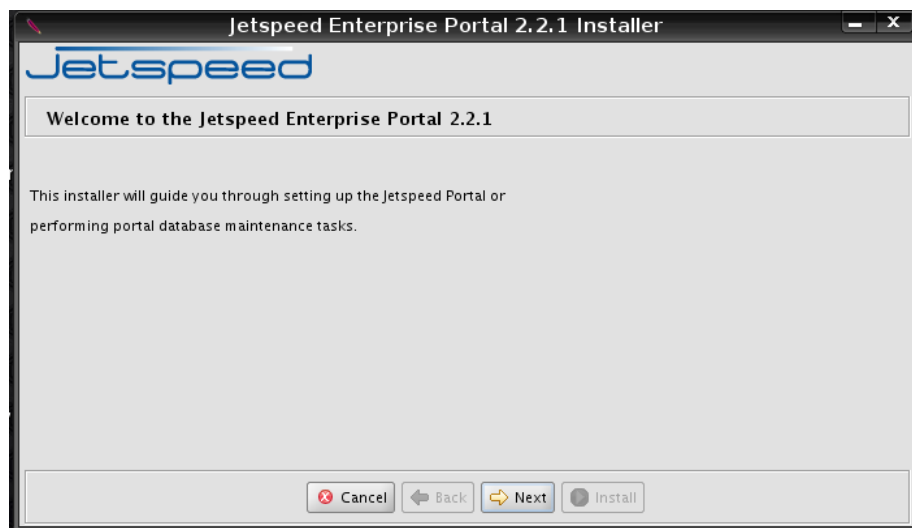 Jetspeed Enterprise Portal 2.2.1 Installer
Jetspeed
Welcome to the Jetspeed Enterprise Portal 2.2.1
This installer will guide you through setting up the Jetspeed Portal or
performing portal database maintenance tasks.
Cancel Back Next Install